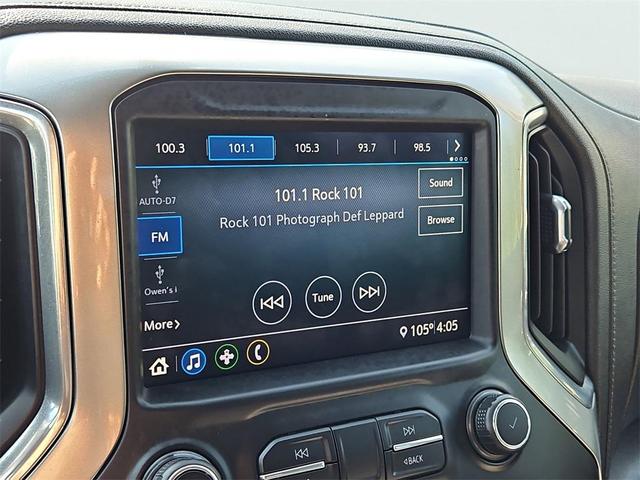 100.3 101.1 105.3 93.7 98.5
AUTO-D7
101.1 Rock 101
Sound
Rock 101 Photograph Def Leppard
Browse
FM
Owen's i
Tune
More
105° 4:05
BACK